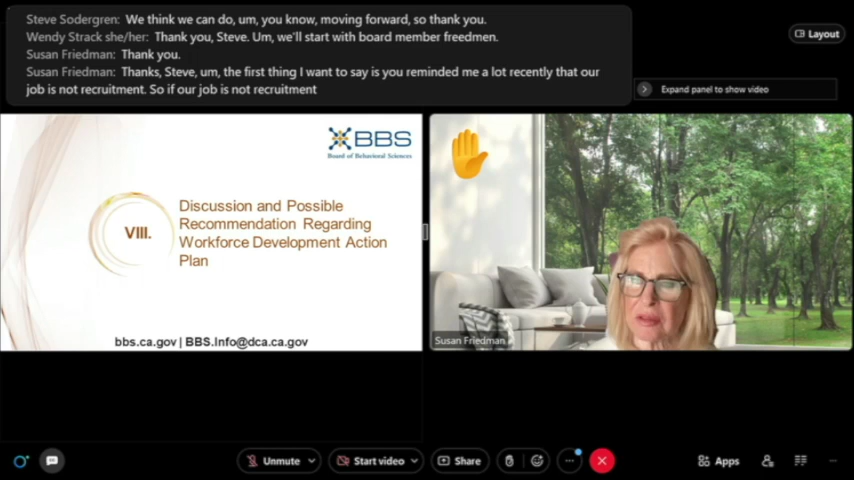 Steve Sodergren: We think we can do, um, you know, moving forward, so thank you.
Wendy Strack she/her: Thank you, Steve. Um, we'll start with board member freedmen.
Susan Friedman: Thank you.
Susan Friedman: Thanks, Steve, um, the first thing I want to say is you reminded me a lot recently that our
job is not recruitment. So if our job is not recruitment
Layout
Expand panel to show video
BBS
Board of Behavioral Sciences
VIII.
Discussion and Possible
Recommendation Regarding
Workforce Development Action
Plan
bbs.ca.gov | BBS.Info@dca.ca.gov
Susan Friedman
Unmute
Start video
Share
Apps